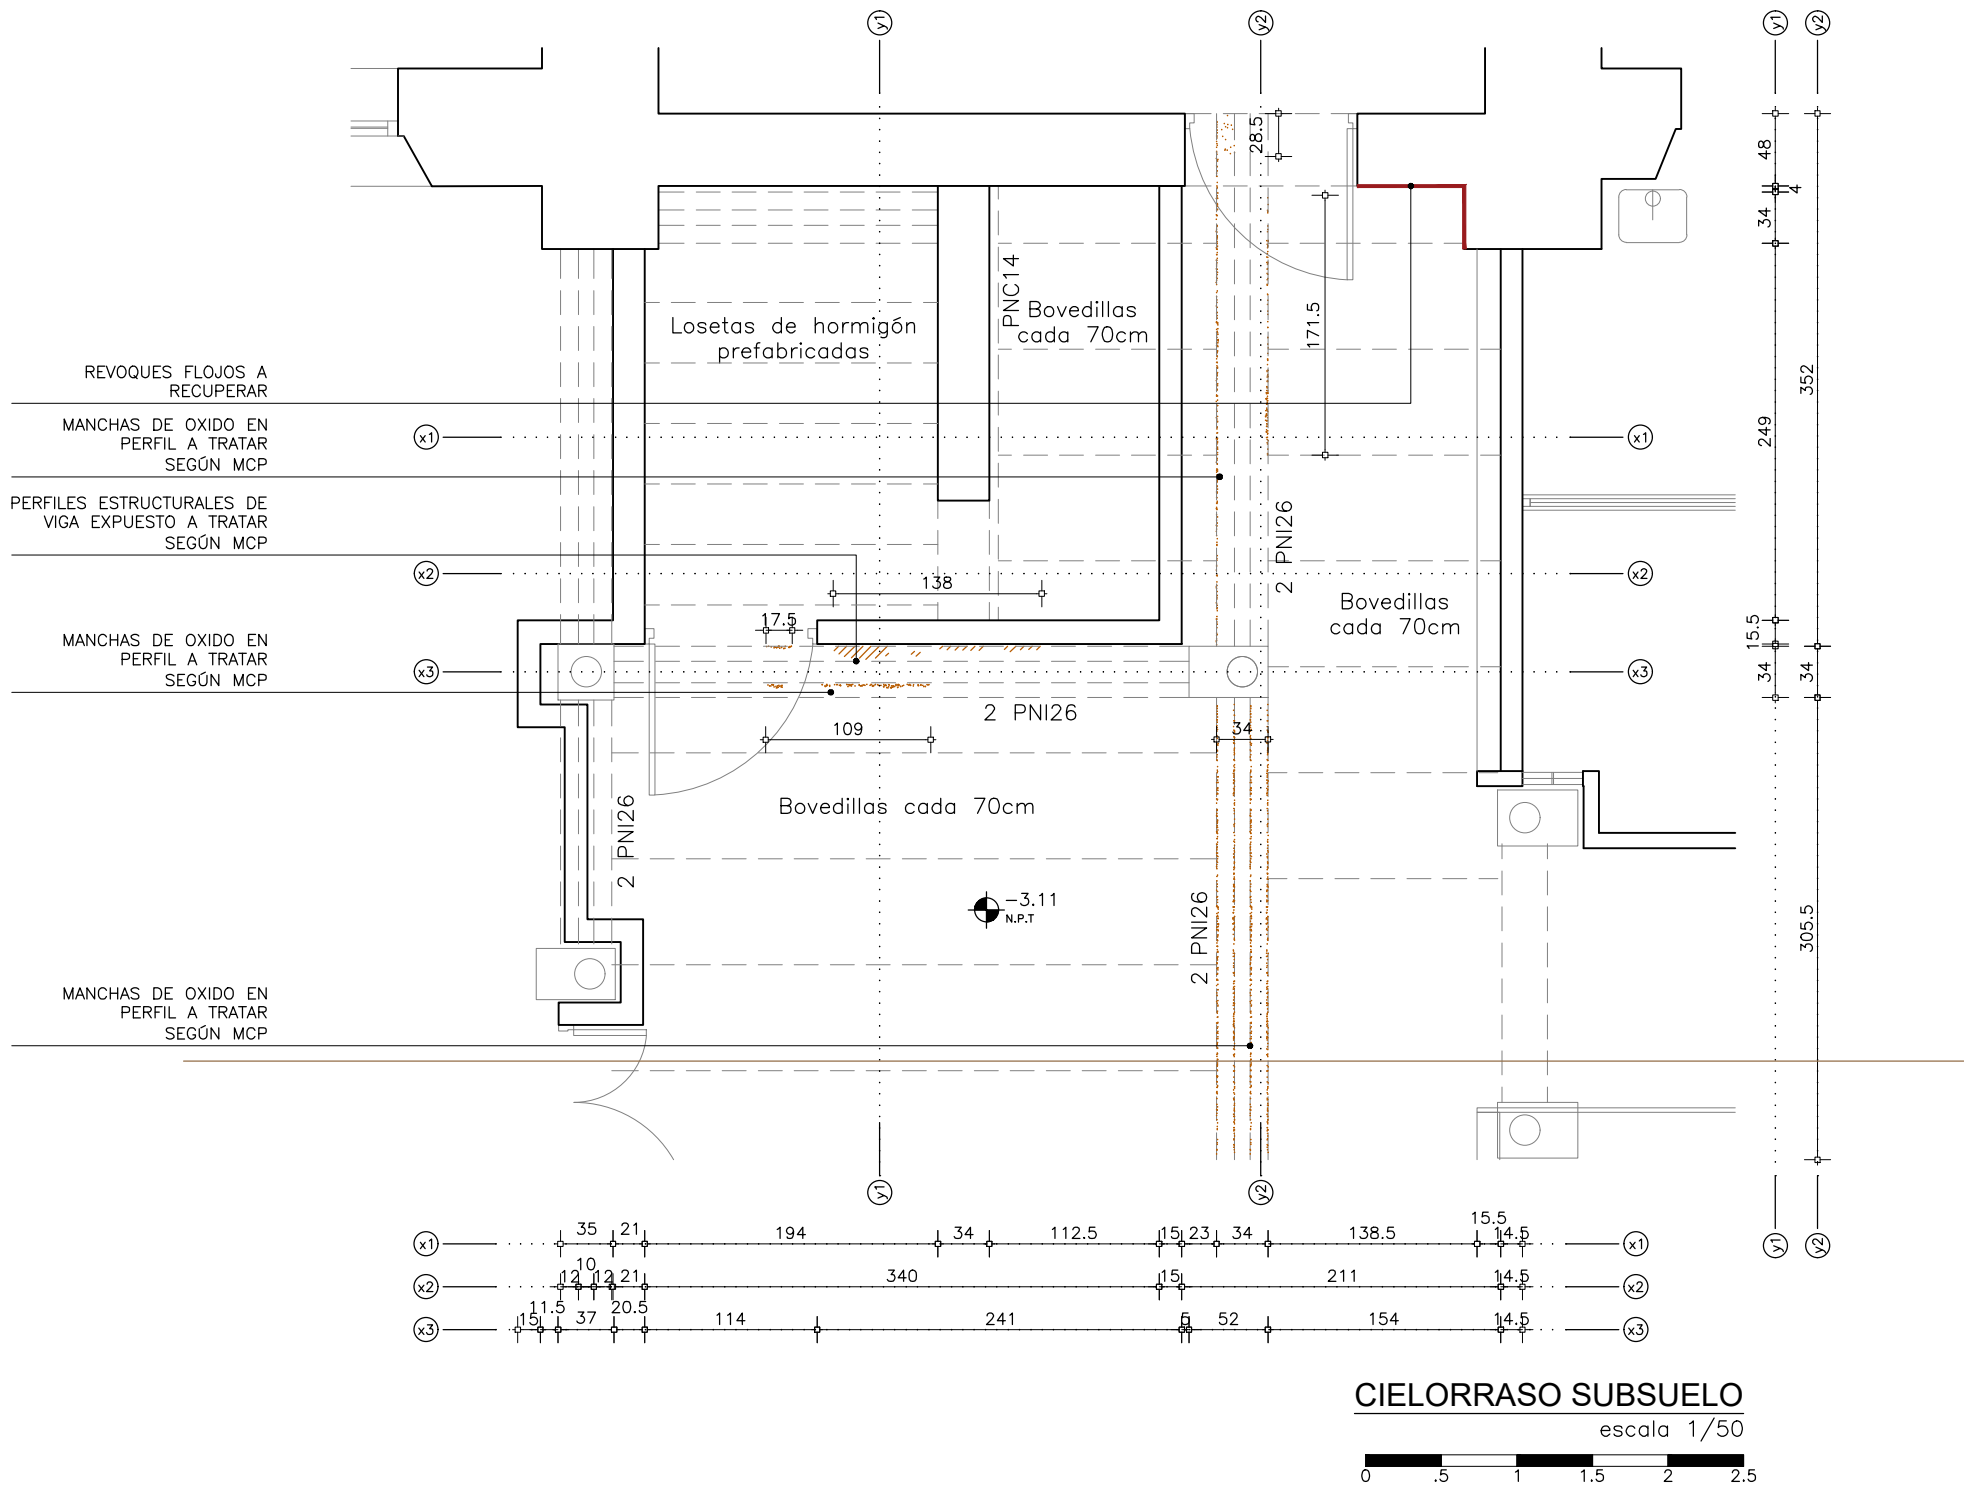 y1
y2
y1
y2
28.5
48
4
34
PNC14
Bovedillas
cada 70cm
171.5
Losetas de hormigón
prefabricadas
REVOQUES FLOJOS A
RECUPERAR
352
MANCHAS DE OXIDO EN
PERFIL A TRATAR
SEGÚN MCP
x1
x1
249
PERFILES ESTRUCTURALES DE
VIGA EXPUESTO A TRATAR
SEGÚN MCP
2 PNI26
x2
x2
138
Bovedillas
cada 70cm
17.5
15.5
MANCHAS DE OXIDO EN
PERFIL A TRATAR
SEGÚN MCP
x3
x3
34
34
2 PNI26
109
34
Bovedillas cada 70cm
2 PNI26
-3.11
N.P.T
2 PNI26
305.5
MANCHAS DE OXIDO EN
PERFIL A TRATAR
SEGÚN MCP
y1
y2
y1
y2
x1
35
21
194
34
112.5
15
23
34
138.5
15.5
14.5
x1
x2
12
10
12
21
340
15
211
14.5
x2
x3
15
11.5
37
20.5
114
241
5
52
154
14.5
x3
CIELORRASO SUBSUELO
escala 1/50
0 .5 1 1.5 2 2.5